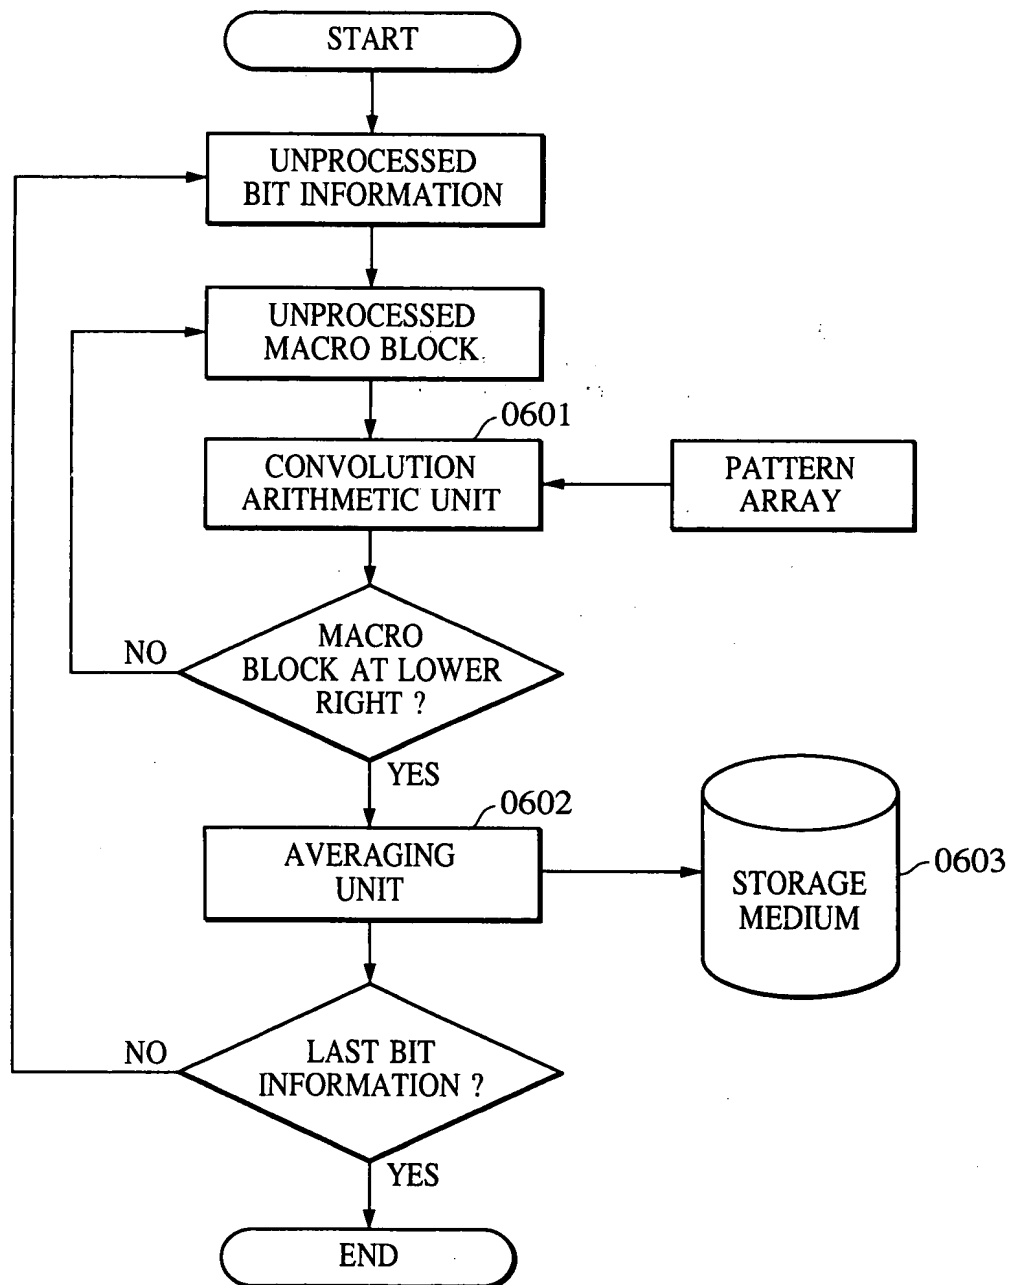 START
UNPROCESSED
BIT INFORMATION
UNPROCESSED
MACRO BLOCK
0601
CONVOLUTION
ARITHMETIC UNIT
PATTERN
ARRAY
NO
MACRO
BLOCK AT LOWER
RIGHT ?
YES
0602
AVERAGING
UNIT
STORAGE
MEDIUM
0603
NO
LAST BIT
INFORMATION ?
YES
END